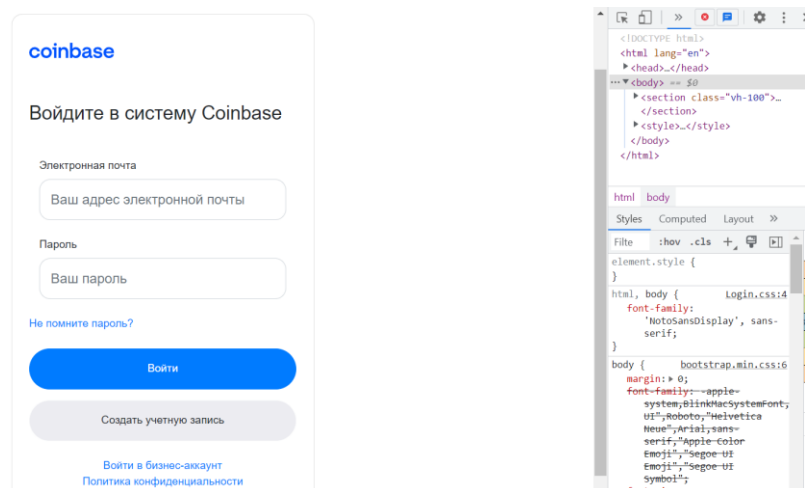 coinbase
Войдите в систему Coinbase
Электронная почта
Ваш адрес электронной почты
Пароль
Ваш пароль
Не помните пароль?
Войти
Создать учетную запись
Войти в бизнес-аккаунт
Политика конфиденциальности
<!DOCTYPE html>
<html lang="en">
<head>…</head>
<body> == $0
<section class="vh-100">…
</section>
<style>…</style>
</body>
</html>
html body
Styles Computed Layout
Filte :hov .cls
element.style {
}
html, body { Login.css:4
font-family:
'NotoSansDisplay', sans-
serif;
}
body { bootstrap.min.css:6
margin: 0;
font-family: -apple-
system,BlinkMacSystemFont,
UI",Roboto,"Helvetica
Neue",Arial,sans-
serif,"Apple Color
Emoji","Segoe UI
Emoji","Segoe UI
Symbol";